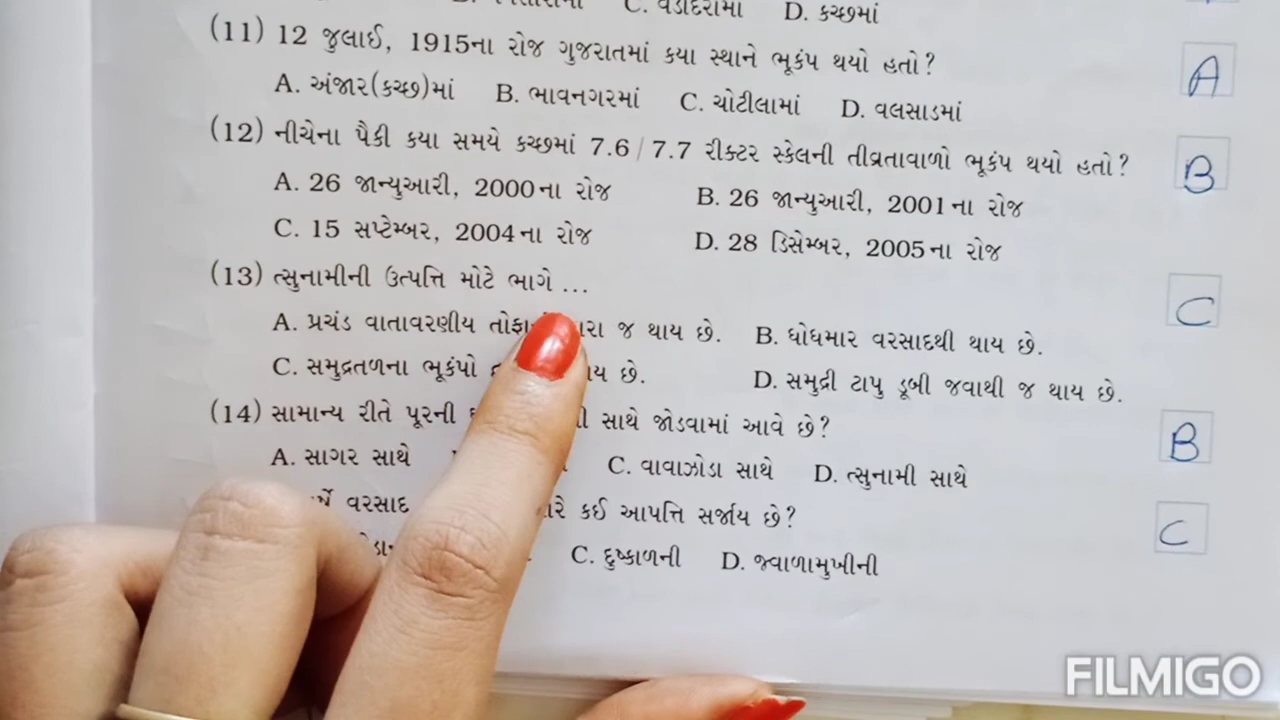 C. વડોદરામાં D. કચ્છમાં
(11) 12 જુલાઈ, 1915ના રોજ ગુજરાતમાં કયા સ્થાને ભૂકંપ થયો હતો? A
A. અંજાર(કચ્છ)માં B. ભાવનગરમાં C. ચોટીલામાં D. વલસાડમાં
(12) નીચેના પૈકી કયા સમયે કચ્છમાં 7.6 / 7.7 રીક્ટર સ્કેલની તીવ્રતાવાળો ભૂકંપ થયો હતો? B
A. 26 જાન્યુઆરી, 2000ના રોજ B. 26 જાન્યુઆરી, 2001ના રોજ
C. 15 સપ્ટેમ્બર, 2004ના રોજ D. 28 ડિસેમ્બર, 2005ના રોજ
(13) ત્સુનામીની ઉત્પત્તિ મોટે ભાગે ... C
A. પ્રચંડ વાતાવરણીય જ થાય છે. B. ધોધમાર વરસાદથી થાય છે.
C. સમુદ્રતળના ભૂકંપો છે. D. સમુદ્રી ટાપુ ડૂબી જવાથી જ થાય છે.
(14) સામાન્ય રીતે પૂરની સાથે જોડવામાં આવે છે? B
A. સાગર સાથે C. વાવાઝોડા સાથે D. ત્સુનામી સાથે
વરસાદ કઈ આપત્તિ સર્જાય છે? C
C. દુષ્કાળની D. જ્વાળામુખીની
FILMIGO